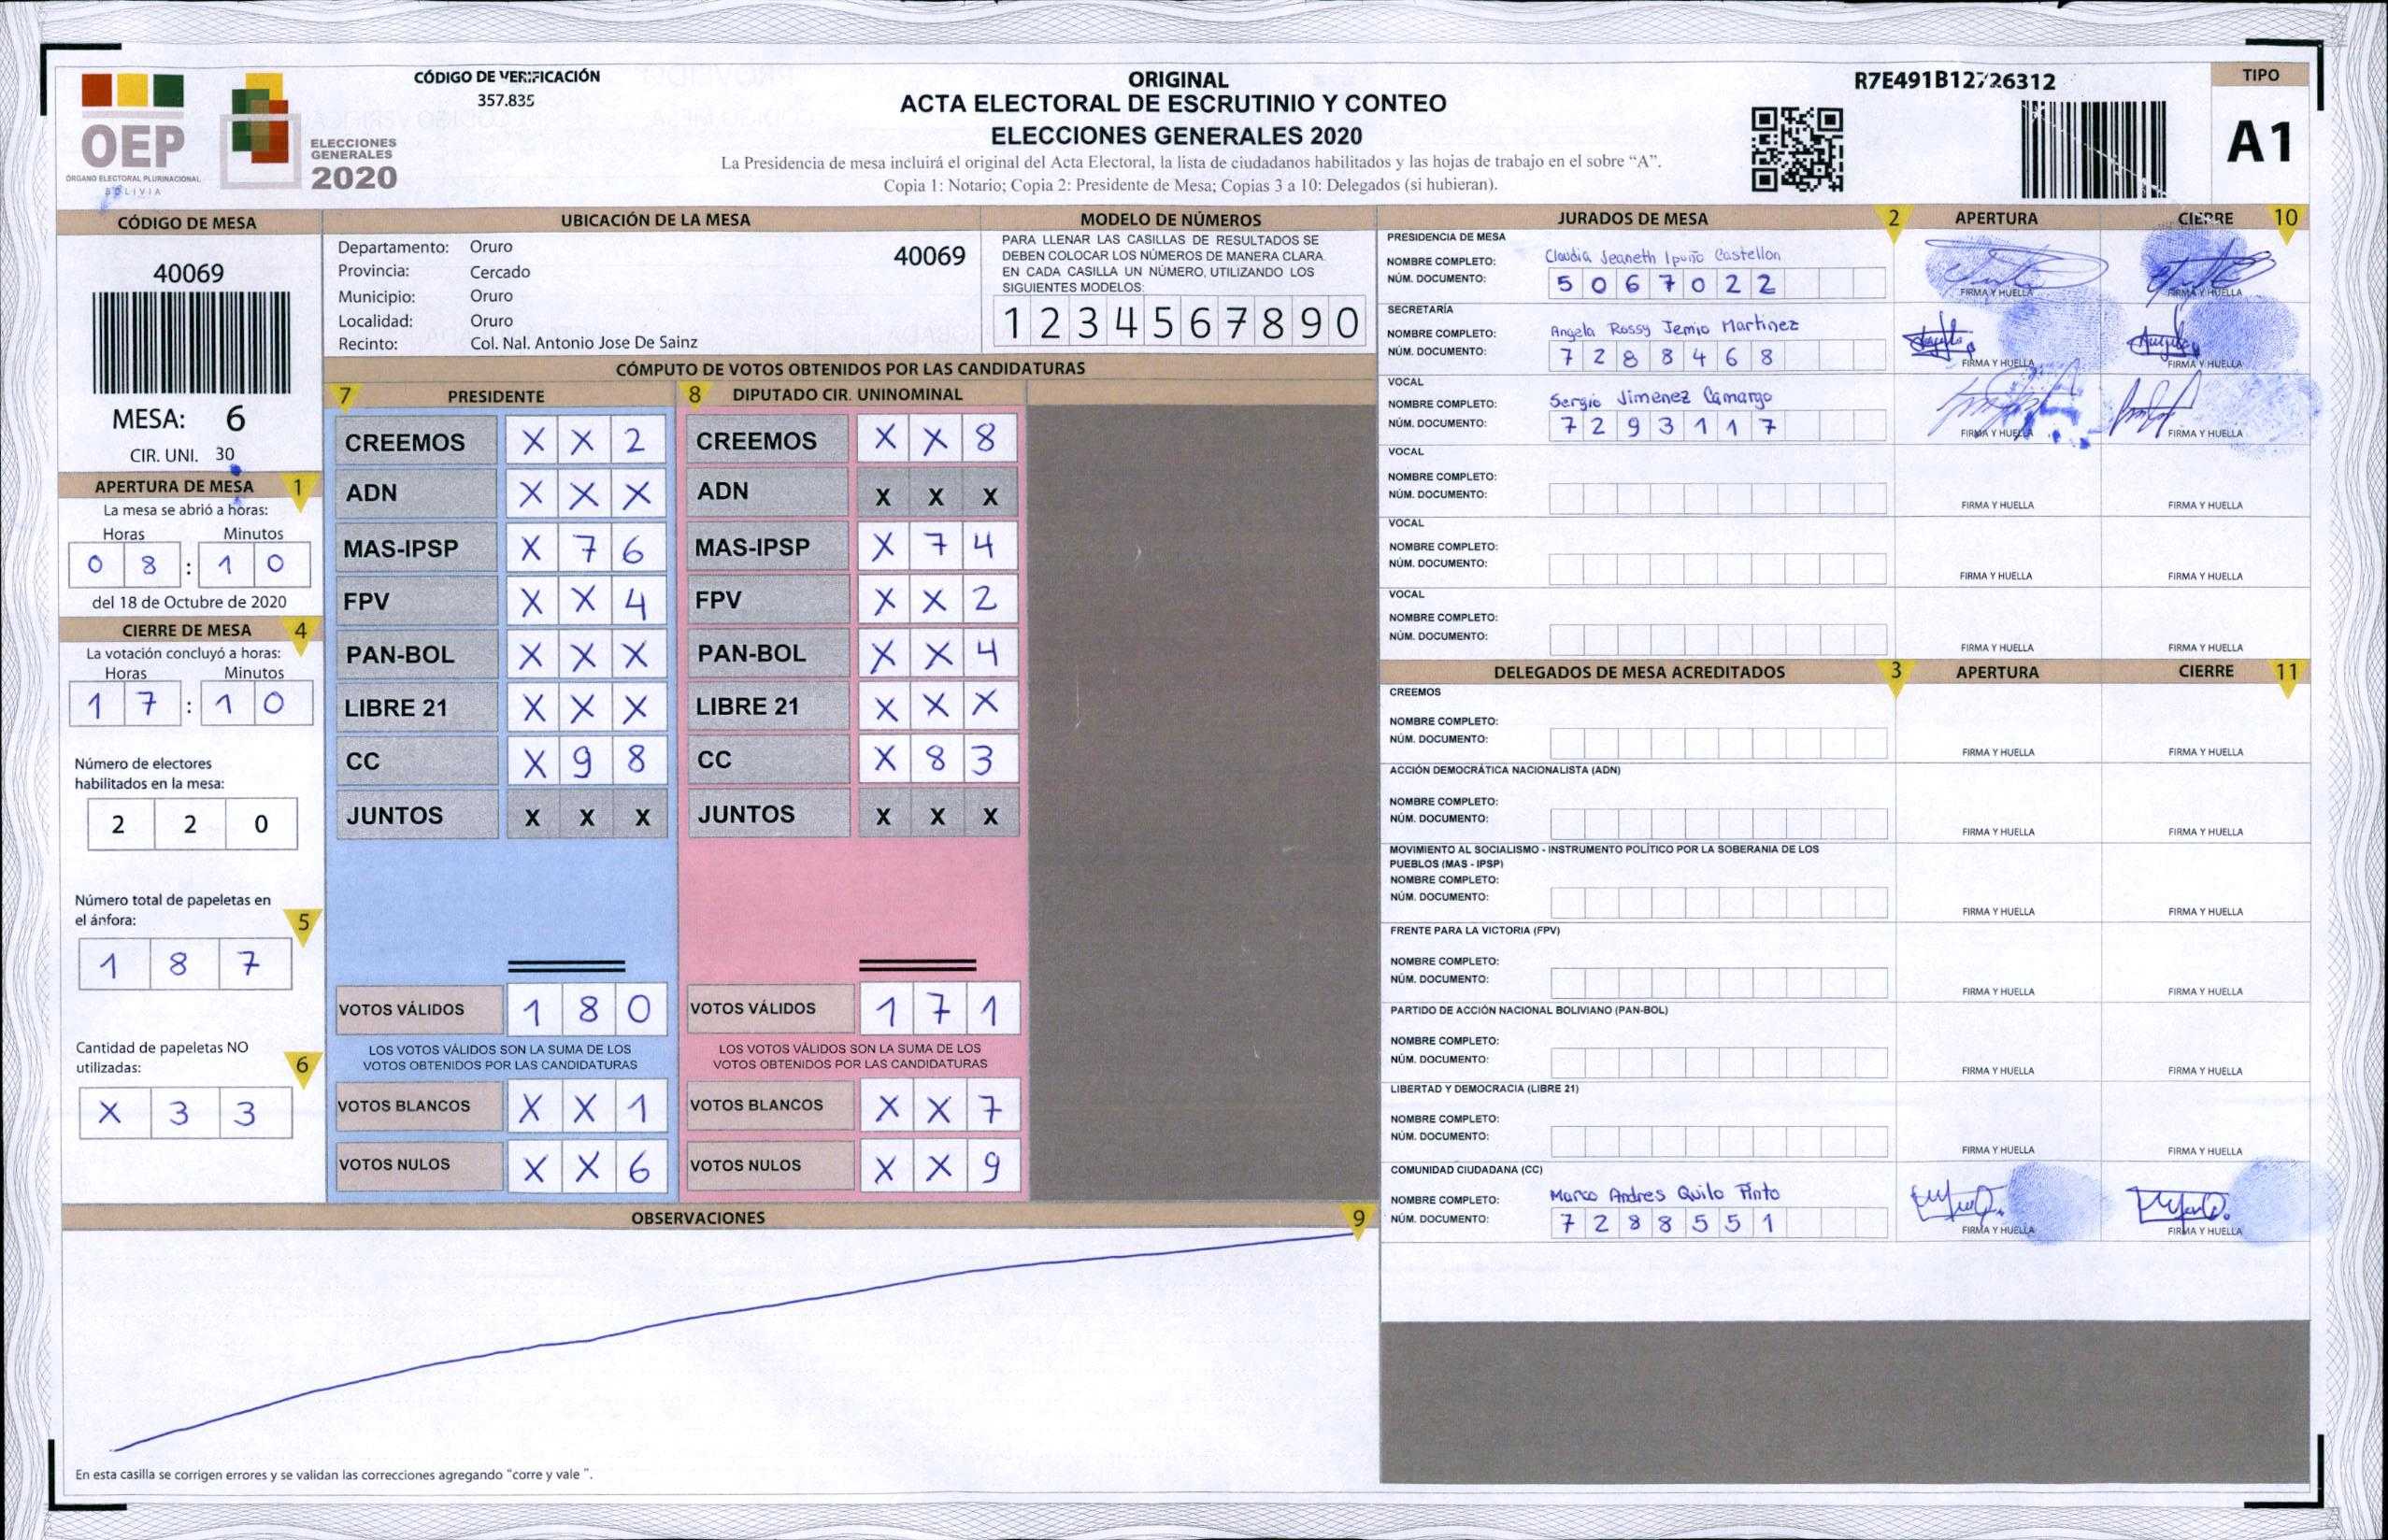 CÓDIGO DE VERIFICACIÓN
357.835
ORIGINAL
ACTA ELECTORAL DE ESCRUTINIO Y CONTEO
ELECCIONES GENERALES 2020
La Presidencia de mesa incluirá el original del Acta Electoral, la lista de ciudadanos habilitados y las hojas de trabajo en el sobre “A”.
Copia 1: Notario; Copia 2: Presidente de Mesa; Copias 3 a 10: Delegados (si hubieran).
R7E491B12726312
TIPO
A1
OEP
ÓRGANO ELECTORAL PLURINACIONAL
BOLIVIA
ELECCIONES
GENERALES
2020
CÓDIGO DE MESA
40069
MESA: 6
CIR. UNI. 30
APERTURA DE MESA 1
La mesa se abrió a horas:
Horas Minutos
0 8 : 1 0
del 18 de Octubre de 2020
CIERRE DE MESA 4
La votación concluyó a horas:
Horas Minutos
1 7 : 1 0
Número de electores
habilitados en la mesa:
2 2 0
Número total de papeletas en
el ánfora: 5
1 8 7
Cantidad de papeletas NO
utilizadas: 6
X 3 3
UBICACIÓN DE LA MESA
Departamento: Oruro 40069
Provincia: Cercado
Municipio: Oruro
Localidad: Oruro
Recinto: Col. Nal. Antonio Jose De Sainz
MODELO DE NÚMEROS
PARA LLENAR LAS CASILLAS DE RESULTADOS SE
DEBEN COLOCAR LOS NÚMEROS DE MANERA CLARA.
EN CADA CASILLA UN NÚMERO, UTILIZANDO LOS
SIGUIENTES MODELOS:
1 2 3 4 5 6 7 8 9 0
CÓMPUTO DE VOTOS OBTENIDOS POR LAS CANDIDATURAS
7 PRESIDENTE 8 DIPUTADO CIR. UNINOMINAL
CREEMOS X X 2 CREEMOS X X 8
ADN X X X ADN X X X
MAS-IPSP X 7 6 MAS-IPSP X 7 4
FPV X X 4 FPV X X 2
PAN-BOL X X X PAN-BOL X X 4
LIBRE 21 X X X LIBRE 21 X X X
CC X 9 8 CC X 8 3
JUNTOS X X X JUNTOS X X X
VOTOS VÁLIDOS 1 8 0 VOTOS VÁLIDOS 1 7 1
LOS VOTOS VÁLIDOS SON LA SUMA DE LOS LOS VOTOS VÁLIDOS SON LA SUMA DE LOS
VOTOS OBTENIDOS POR LAS CANDIDATURAS VOTOS OBTENIDOS POR LAS CANDIDATURAS
VOTOS BLANCOS X X 1 VOTOS BLANCOS X X 7
VOTOS NULOS X X 6 VOTOS NULOS X X 9
OBSERVACIONES 9
En esta casilla se corrigen errores y se validan las correcciones agregando “corre y vale ”.
JURADOS DE MESA 2 APERTURA CIERRE 10
PRESIDENCIA DE MESA
NOMBRE COMPLETO: Claudia Jeaneth Ipuño Castellon
NÚM. DOCUMENTO: 5 0 6 7 0 2 2
FIRMA Y HUELLA FIRMA Y HUELLA
SECRETARÍA
NOMBRE COMPLETO: Angela Rossy Jemio Martinez
NÚM. DOCUMENTO: 7 2 8 8 4 6 8
FIRMA Y HUELLA FIRMA Y HUELLA
VOCAL
NOMBRE COMPLETO: Sergio Jimenez Camargo
NÚM. DOCUMENTO: 7 2 9 3 1 1 7
FIRMA Y HUELLA FIRMA Y HUELLA
VOCAL
NOMBRE COMPLETO:
NÚM. DOCUMENTO:
FIRMA Y HUELLA FIRMA Y HUELLA
VOCAL
NOMBRE COMPLETO:
NÚM. DOCUMENTO:
FIRMA Y HUELLA FIRMA Y HUELLA
VOCAL
NOMBRE COMPLETO:
NÚM. DOCUMENTO:
FIRMA Y HUELLA FIRMA Y HUELLA
DELEGADOS DE MESA ACREDITADOS 3 APERTURA CIERRE 11
CREEMOS
NOMBRE COMPLETO:
NÚM. DOCUMENTO:
FIRMA Y HUELLA FIRMA Y HUELLA
ACCIÓN DEMOCRÁTICA NACIONALISTA (ADN)
NOMBRE COMPLETO:
NÚM. DOCUMENTO:
FIRMA Y HUELLA FIRMA Y HUELLA
MOVIMIENTO AL SOCIALISMO - INSTRUMENTO POLÍTICO POR LA SOBERANIA DE LOS
PUEBLOS (MAS - IPSP)
NOMBRE COMPLETO:
NÚM. DOCUMENTO:
FIRMA Y HUELLA FIRMA Y HUELLA
FRENTE PARA LA VICTORIA (FPV)
NOMBRE COMPLETO:
NÚM. DOCUMENTO:
FIRMA Y HUELLA FIRMA Y HUELLA
PARTIDO DE ACCIÓN NACIONAL BOLIVIANO (PAN-BOL)
NOMBRE COMPLETO:
NÚM. DOCUMENTO:
FIRMA Y HUELLA FIRMA Y HUELLA
LIBERTAD Y DEMOCRACIA (LIBRE 21)
NOMBRE COMPLETO:
NÚM. DOCUMENTO:
FIRMA Y HUELLA FIRMA Y HUELLA
COMUNIDAD CIUDADANA (CC)
NOMBRE COMPLETO: Marco Andres Quilo Pinto
NÚM. DOCUMENTO: 7 2 8 8 5 5 1
FIRMA Y HUELLA FIRMA Y HUELLA